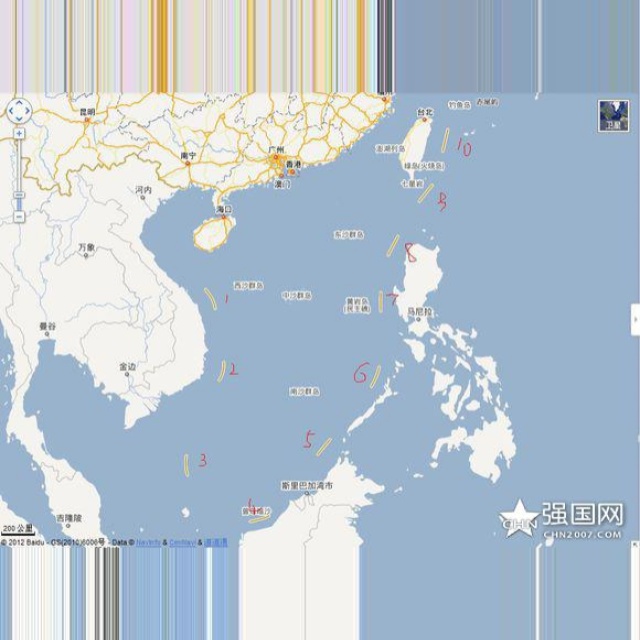 钓鱼岛 赤尾屿
台北
昆明
卫星
10
澎湖列岛
广州
香港
南宁
绿岛(火烧岛)
澳门
七星岩
河内
9
海口
东沙群岛
万象
8
西沙群岛
中沙群岛
1
7
黄岩岛
(民主礁)
马尼拉
曼谷
金边
2
6
南沙群岛
5
3
斯里巴加湾市
4
曾母暗沙
吉隆坡
200 公里
强国网
CHN
CHN2007.COM
© 2012 Baidu - GS(2010)6006号 - Data © NavInfo & CenNavi & 道道通